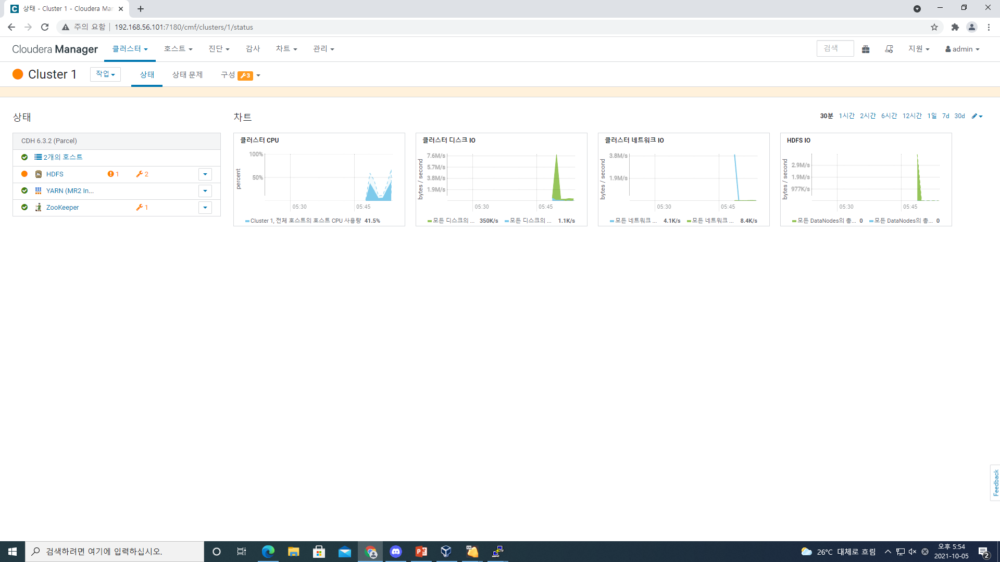 상태 - Cluster 1 - Cloudera Mar
주의 요함 192.168.56.101:7180/cmf/clusters/1/status
Cloudera Manager 클러스터 호스트 진단 감사 차트 관리 검색 지원 admin
Cluster 1 작업 상태 상태 문제 구성 3
상태
CDH 6.3.2 (Parcel)
2개의 호스트
HDFS 1 2
YARN (MR2 In...
ZooKeeper 1
차트
30분 1시간 2시간 6시간 12시간 1일 7d 30d
클러스터 CPU
percent
100%
50%
05:30 05:45
Cluster 1, 전체 호스트의 호스트 CPU 사용량 41.5%
클러스터 디스크 IO
bytes / second
7.6M/s
5.7M/s
3.8M/s
1.9M/s
05:30 05:45
모든 디스크의 ... 350K/s 모든 디스크의 ... 1.1K/s
클러스터 네트워크 IO
bytes / second
3.8M/s
1.9M/s
05:30 05:45
모든 네트워크 ... 4.1K/s 모든 네트워크 ... 8.4K/s
HDFS IO
bytes / second
2.9M/s
1.9M/s
977K/s
05:30 05:45
모든 DataNodes의 총... 0 모든 DataNodes의 총... 0
Feedback
검색하려면 여기에 입력하십시오.
26°C 대체로 흐림
오후 5:54
2021-10-05
2